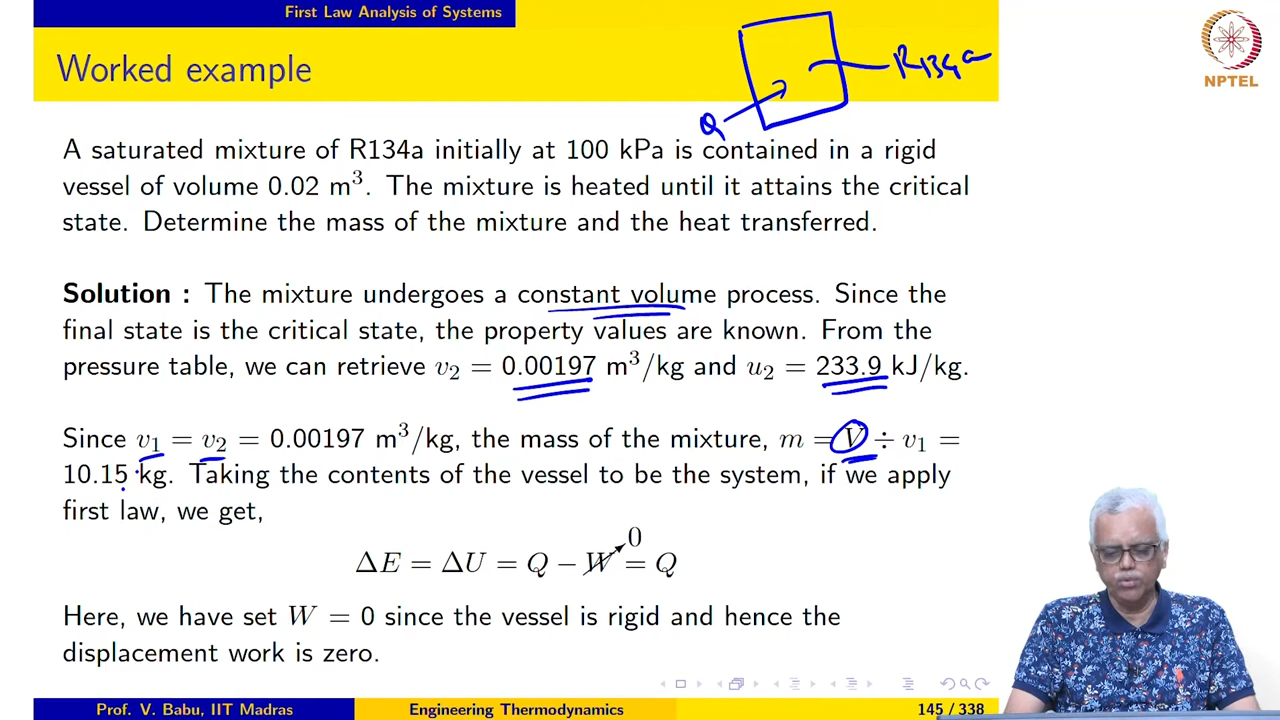 First Law Analysis of Systems
Worked example
R134a
Q
NPTEL
A saturated mixture of R134a initially at 100 kPa is contained in a rigid
vessel of volume 0.02 m³. The mixture is heated until it attains the critical
state. Determine the mass of the mixture and the heat transferred.
Solution : The mixture undergoes a constant volume process. Since the
final state is the critical state, the property values are known. From the
pressure table, we can retrieve v₂ = 0.00197 m³/kg and u₂ = 233.9 kJ/kg.
Since v₁ = v₂ = 0.00197 m³/kg, the mass of the mixture, m = V ÷ v₁ =
10.15 kg. Taking the contents of the vessel to be the system, if we apply
first law, we get,
0
ΔE = ΔU = Q − W = Q
Here, we have set W = 0 since the vessel is rigid and hence the
displacement work is zero.
Prof. V. Babu, IIT Madras Engineering Thermodynamics 145 / 338